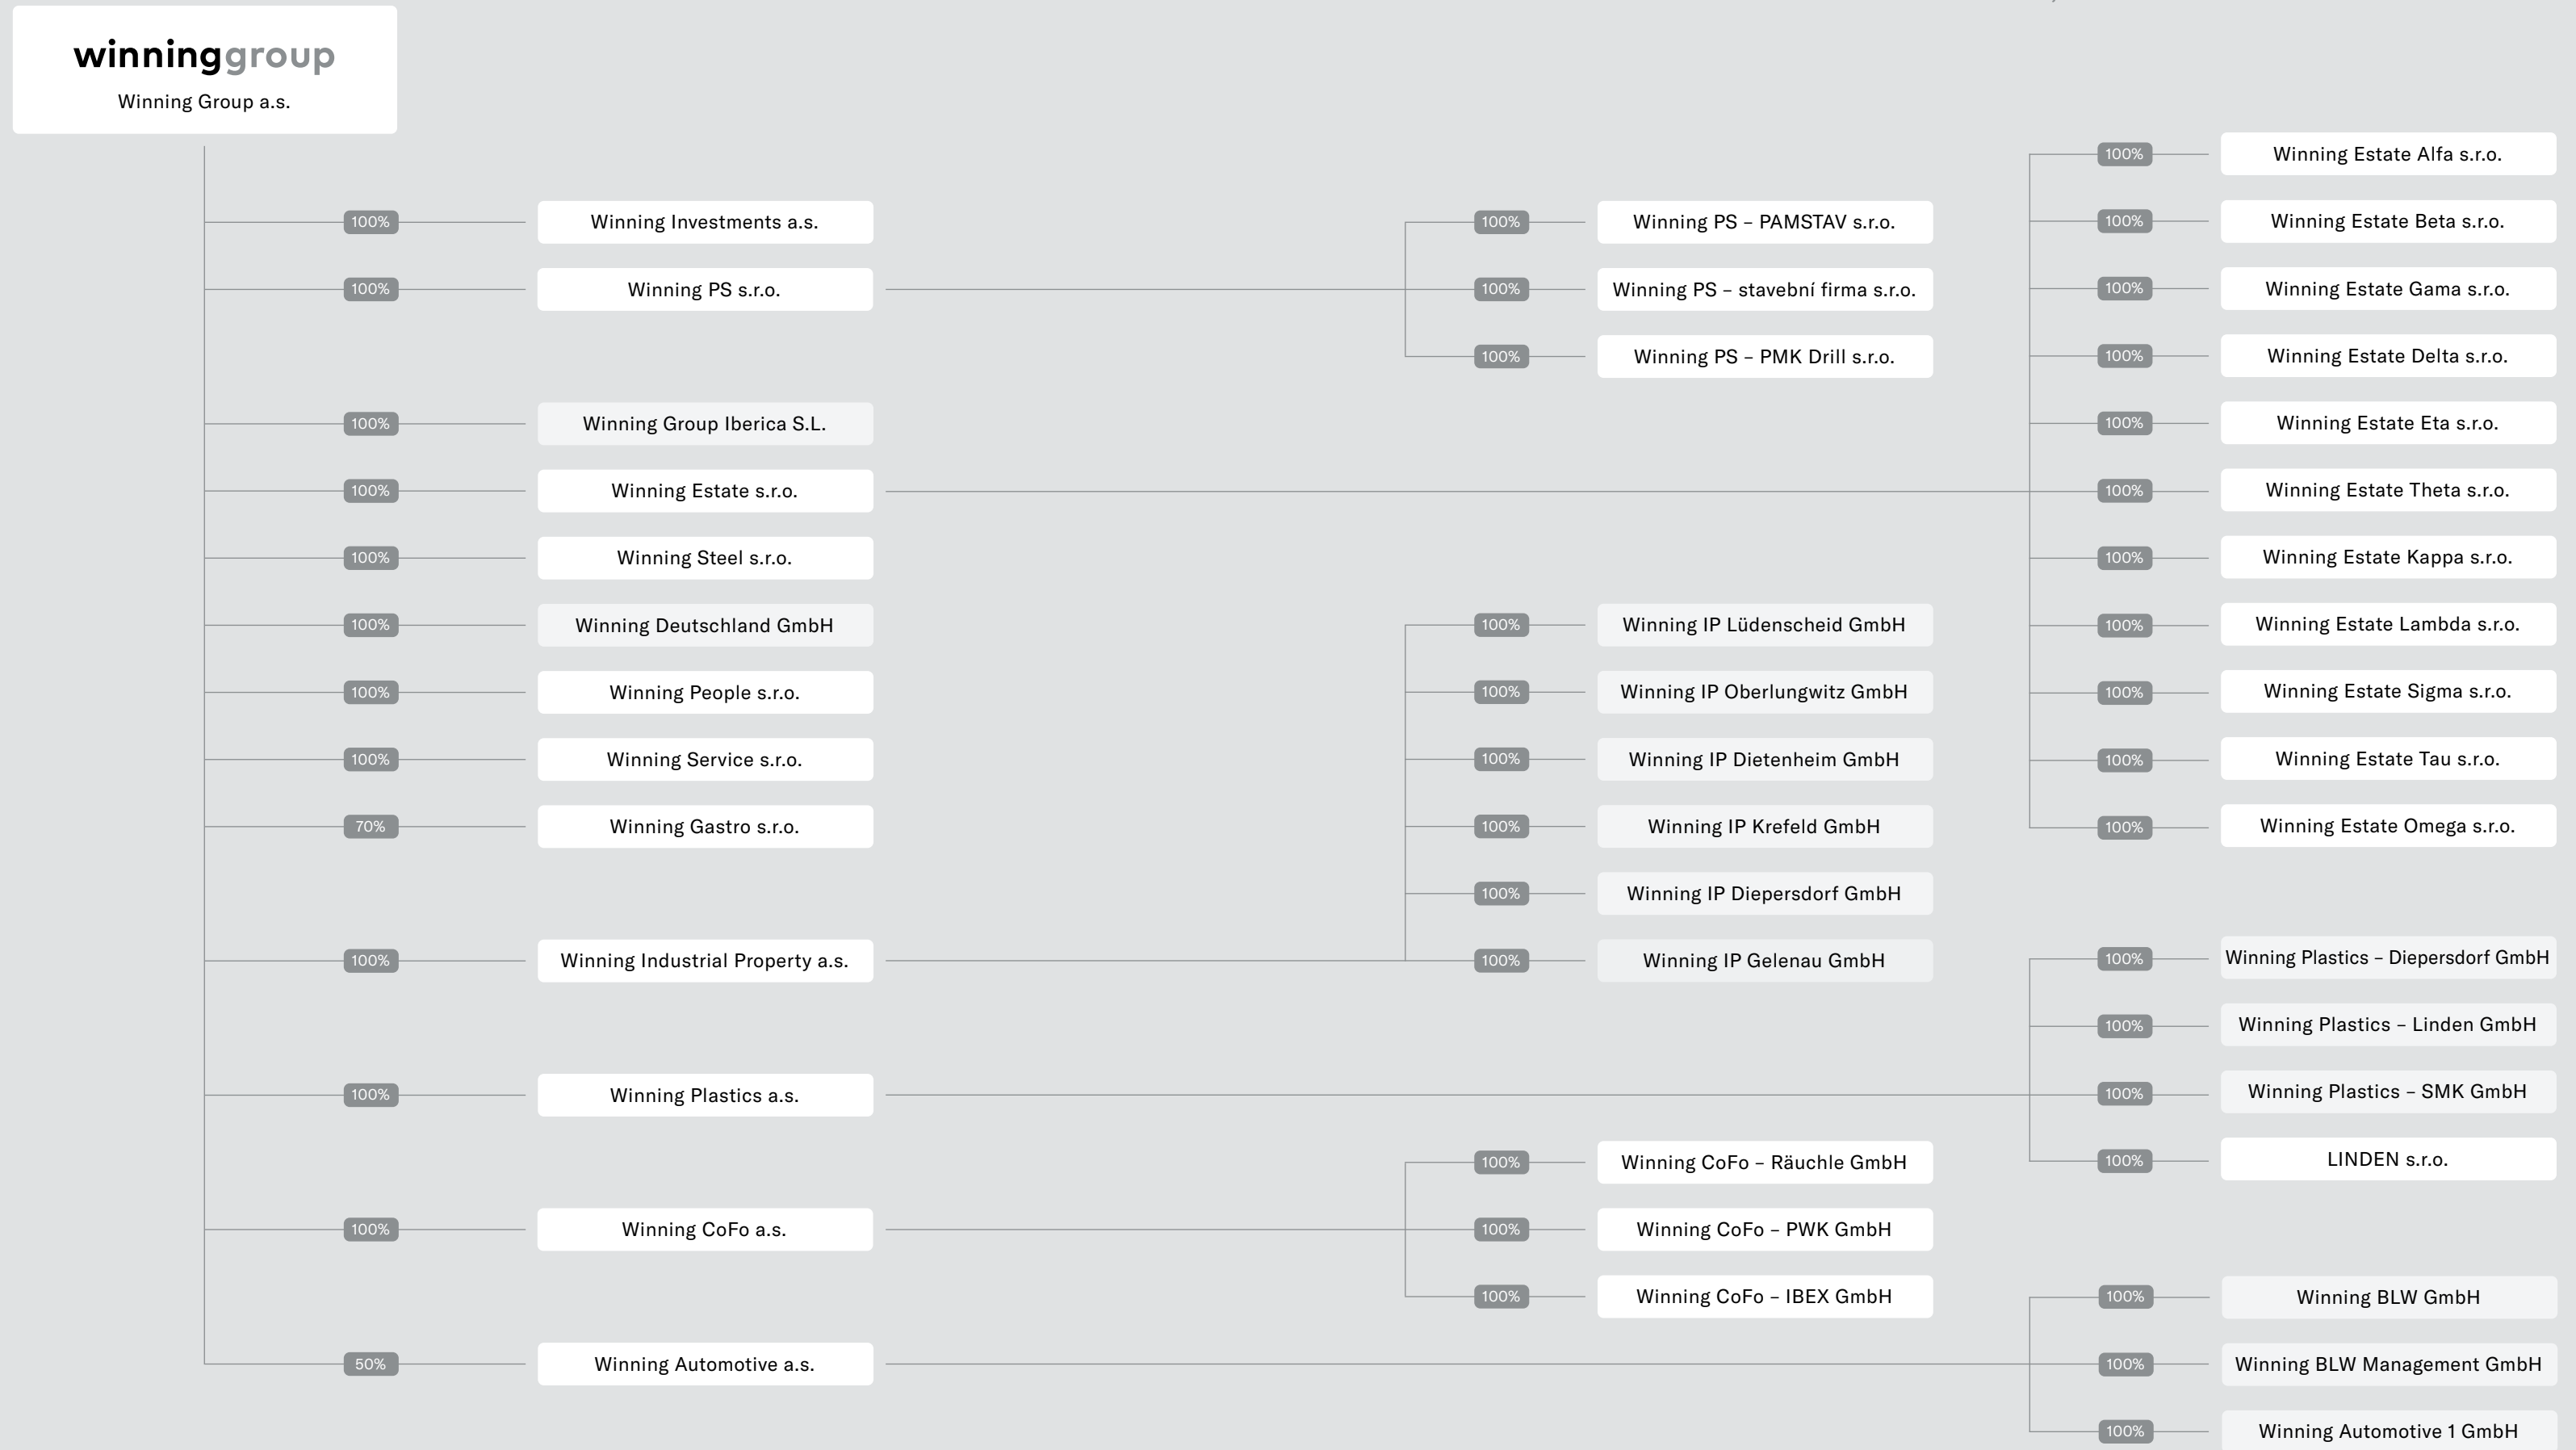 winninggroup
Winning Group a.s.
100% Winning Investments a.s.
100% Winning PS s.r.o.
100% Winning Group Iberica S.L.
100% Winning Estate s.r.o.
100% Winning Steel s.r.o.
100% Winning Deutschland GmbH
100% Winning People s.r.o.
100% Winning Service s.r.o.
70% Winning Gastro s.r.o.
100% Winning Industrial Property a.s.
100% Winning Plastics a.s.
100% Winning CoFo a.s.
50% Winning Automotive a.s.
100% Winning PS – PAMSTAV s.r.o.
100% Winning PS – stavební firma s.r.o.
100% Winning PS – PMK Drill s.r.o.
100% Winning IP Lüdenscheid GmbH
100% Winning IP Oberlungwitz GmbH
100% Winning IP Dietenheim GmbH
100% Winning IP Krefeld GmbH
100% Winning IP Diepersdorf GmbH
100% Winning IP Gelenau GmbH
100% Winning CoFo – Räuchle GmbH
100% Winning CoFo – PWK GmbH
100% Winning CoFo – IBEX GmbH
100% Winning Estate Alfa s.r.o.
100% Winning Estate Beta s.r.o.
100% Winning Estate Gama s.r.o.
100% Winning Estate Delta s.r.o.
100% Winning Estate Eta s.r.o.
100% Winning Estate Theta s.r.o.
100% Winning Estate Kappa s.r.o.
100% Winning Estate Lambda s.r.o.
100% Winning Estate Sigma s.r.o.
100% Winning Estate Tau s.r.o.
100% Winning Estate Omega s.r.o.
100% Winning Plastics – Diepersdorf GmbH
100% Winning Plastics – Linden GmbH
100% Winning Plastics – SMK GmbH
100% LINDEN s.r.o.
100% Winning BLW GmbH
100% Winning BLW Management GmbH
100% Winning Automotive 1 GmbH